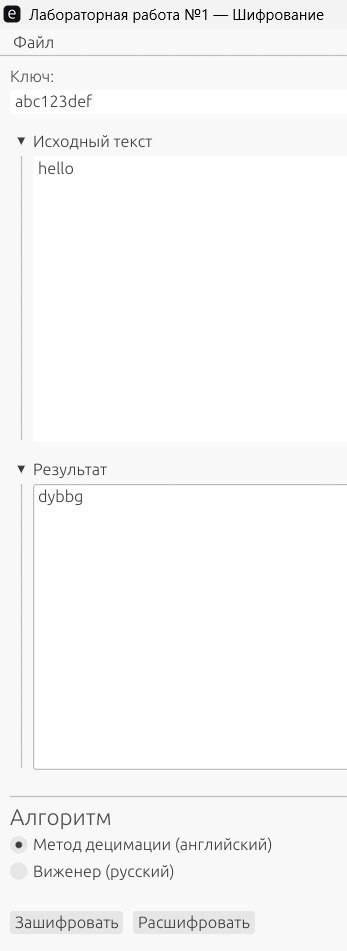 e Лабораторная работа №1 — Шифрование
Файл
Ключ:
abc123def
▼ Исходный текст
hello
▼ Результат
dybbg
Алгоритм
Метод децимации (английский)
Виженер (русский)
Зашифровать Расшифровать